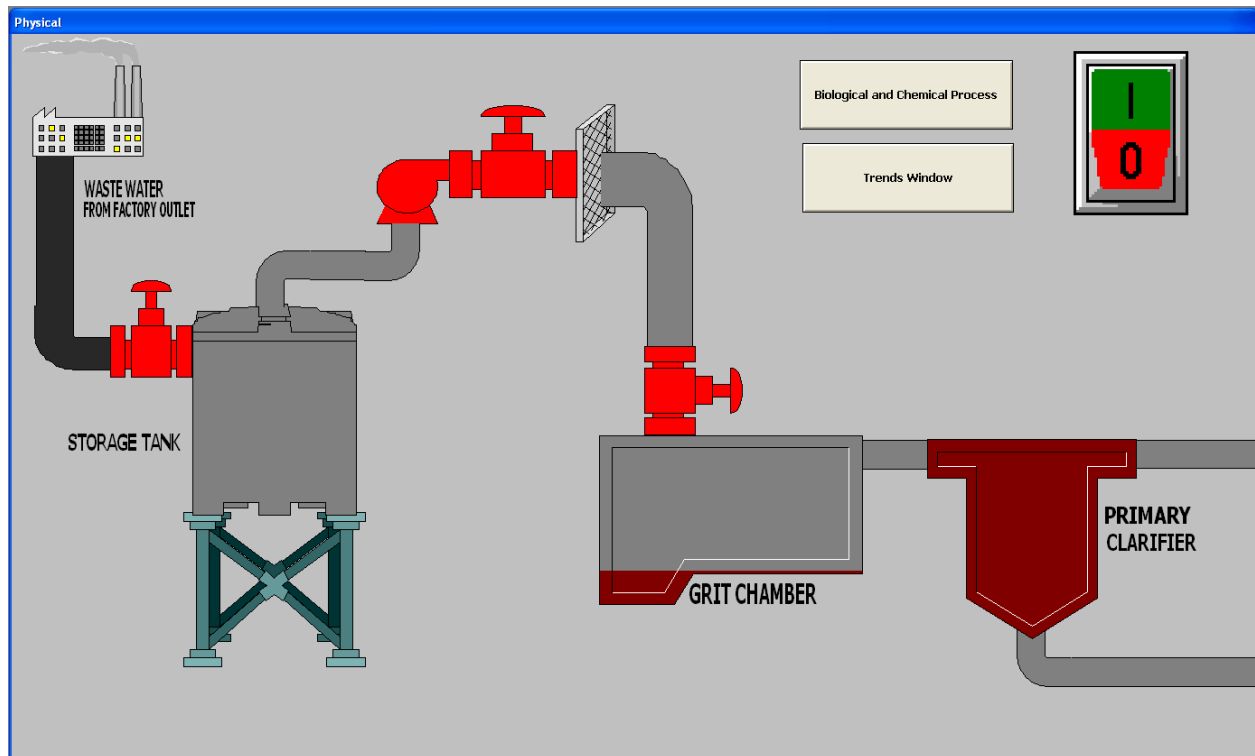 Physical
WASTE WATER
FROM FACTORY OUTLET
Biological and Chemical Process
Trends Window
I
0
STORAGE TANK
GRIT CHAMBER
PRIMARY
CLARIFIER